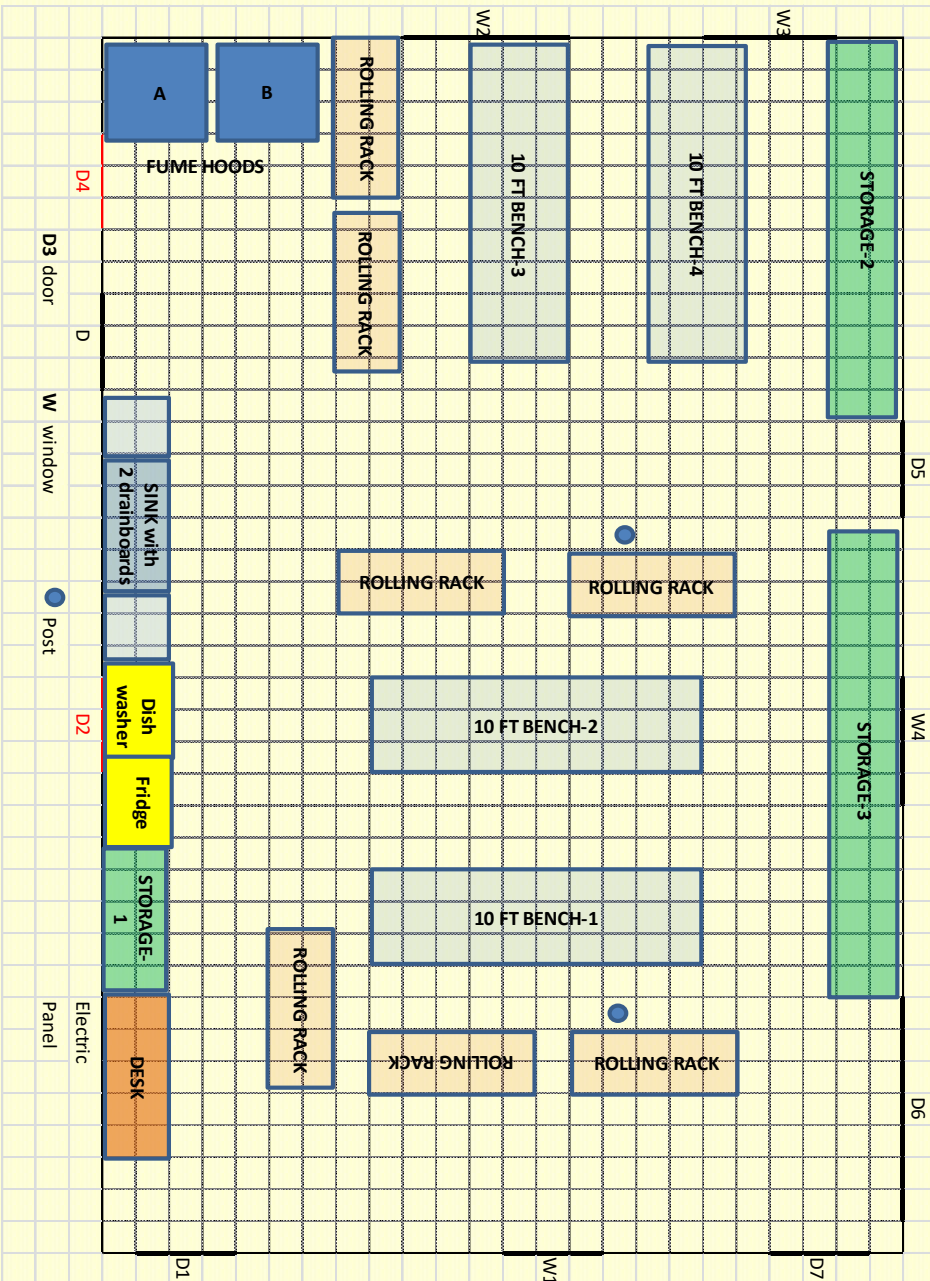 W2
W3
A
B
FUME HOODS
ROLLING RACK
ROLLING RACK
10 FT BENCH-3
10 FT BENCH-4
STORAGE-2
D4
D3 door
D
D5
W window
SINK with
2 drainboards
ROLLING RACK
ROLLING RACK
Post
Dish
washer
D2
10 FT BENCH-2
STORAGE-3
W4
Fridge
STORAGE-
1
10 FT BENCH-1
ROLLING RACK
Electric
Panel
DESK
ROLLING RACK
ROLLING RACK
D6
D1
W1
D7